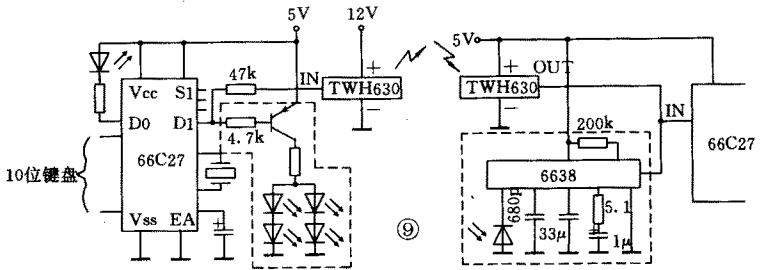 5V
12V
47k
IN
TWH630
Vcc
S1
D0
D1
4.7k
66C27
10位键盘
Vss
EA
+
−
+
⑨
5V
OUT
TWH630
+
−
IN
66C27
200k
6638
680p
33μ
5.1
1μ